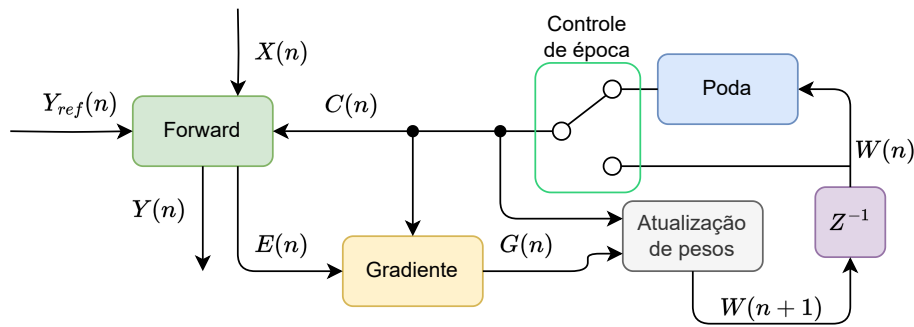 Controle
de época
X(n)
Y_{ref}(n)
Forward
C(n)
Poda
W(n)
Y(n)
E(n)
Gradiente
G(n)
Atualização
de pesos
Z^{-1}
W(n + 1)